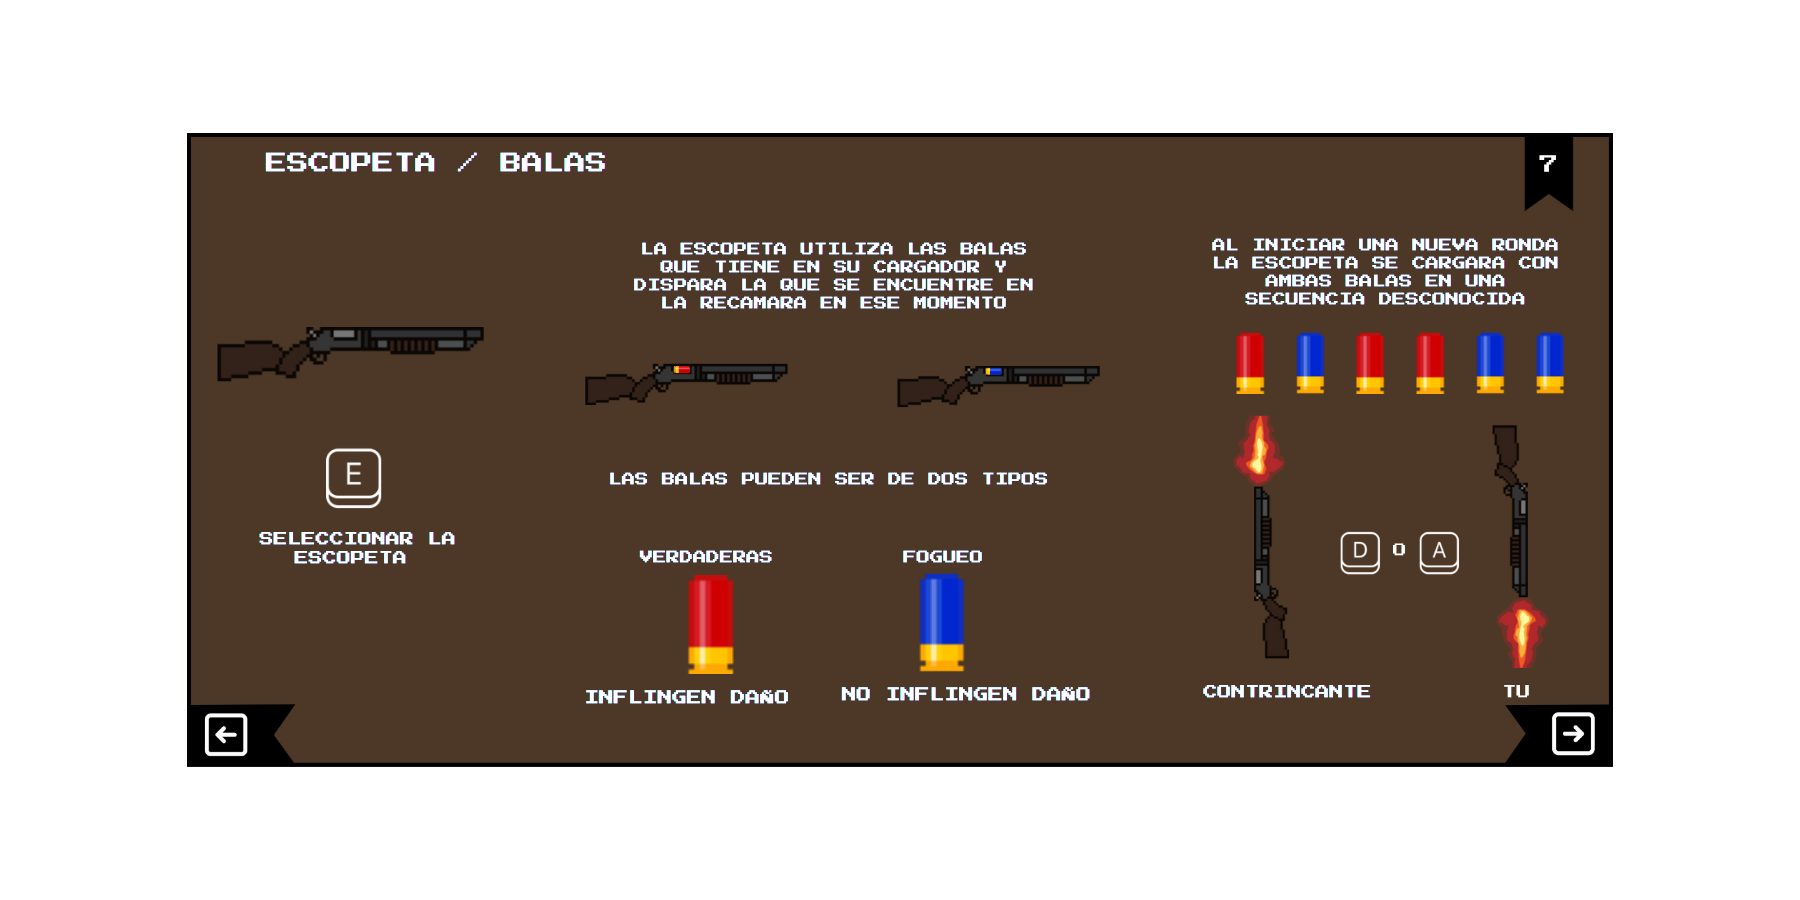 ESCOPETA / BALAS
7
LA ESCOPETA UTILIZA LAS BALAS
QUE TIENE EN SU CARGADOR Y
DISPARA LA QUE SE ENCUENTRE EN
LA RECAMARA EN ESE MOMENTO
AL INICIAR UNA NUEVA RONDA
LA ESCOPETA SE CARGARA CON
AMBAS BALAS EN UNA
SECUENCIA DESCONOCIDA
E
SELECCIONAR LA
ESCOPETA
LAS BALAS PUEDEN SER DE DOS TIPOS
VERDADERAS
FOGUEO
INFLINGEN DAÑO
NO INFLINGEN DAÑO
D O A
CONTRINCANTE
TU